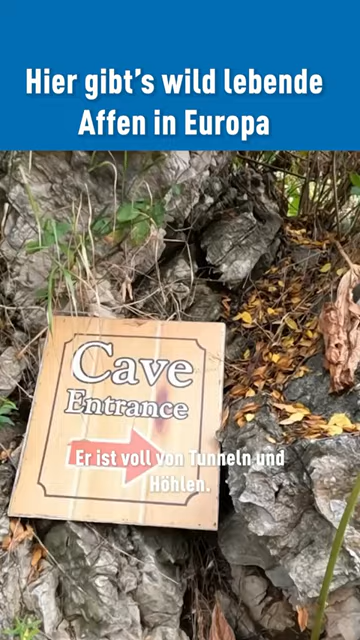 Hier gibt's wild lebende
Affen in Europa
Cave
Entrance
Er ist voll von Tunneln und
Höhlen.